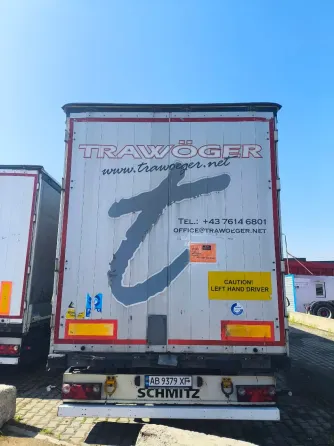 TRAWÖGER
www.trawoeger.net
t
TEL.: +43 7614 6801
OFFICE@TRAWOEGER.NET
CAUTION!
LEFT HAND DRIVER
AB 9379 XF
SCHMITZ